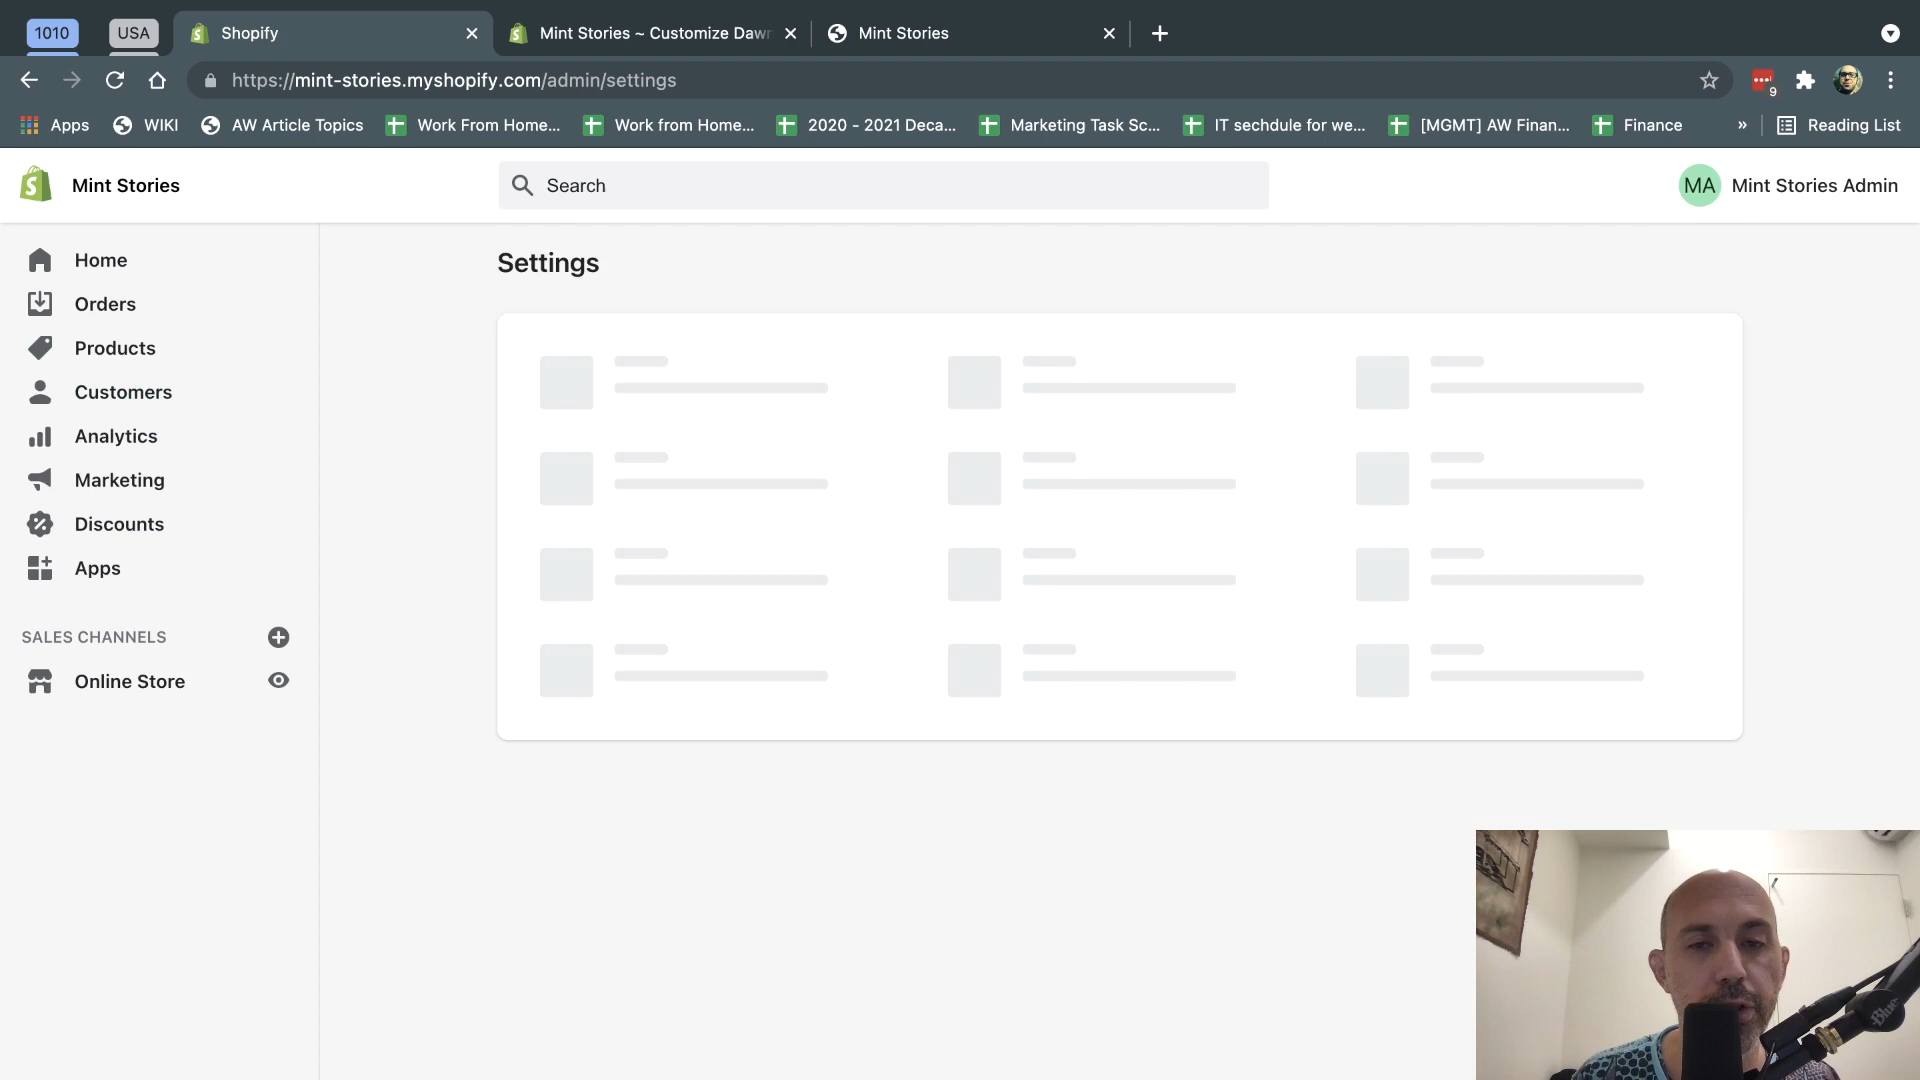 1010
USA
Shopify
Mint Stories ~ Customize Dawn
Mint Stories
https://mint-stories.myshopify.com/admin/settings
9
Apps
WIKI
AW Article Topics
Work From Home...
Work from Home...
2020 - 2021 Deca...
Marketing Task Sc...
IT sechdule for we...
[MGMT] AW Finan...
Finance
»
Reading List
Mint Stories
Search
MA
Mint Stories Admin
Home
Orders
Products
Customers
Analytics
Marketing
Discounts
Apps
SALES CHANNELS
Online Store
Settings
Blue